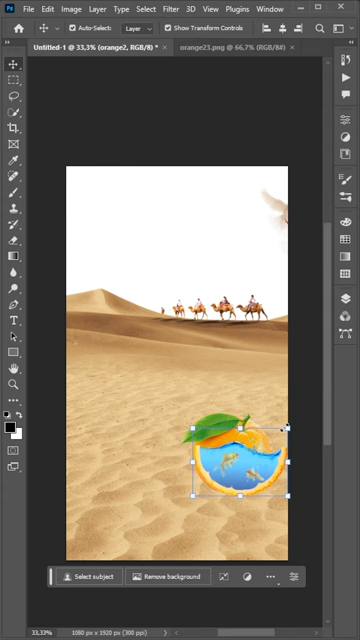 Ps File Edit Image Layer Type Select Filter 3D View Plugins Window
Auto-Select: Layer Show Transform Controls
Untitled-1 @ 33,3% (orange2, RGB/8) * × orange23.png @ 66,7% (RGB/8#) ×
Select subject Remove background
33,33% 1080 px x 1920 px (300 ppi)